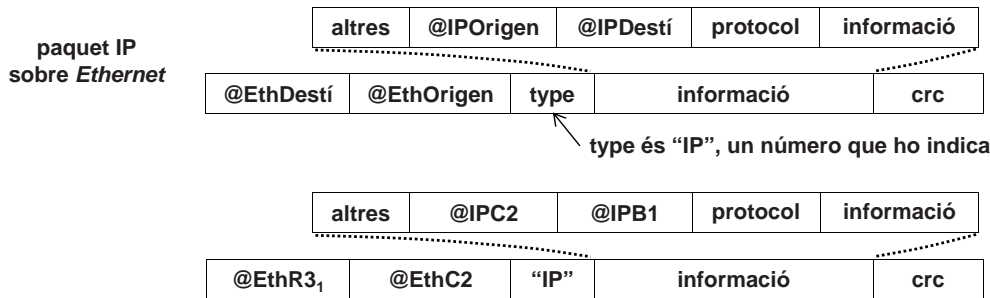 altres @IPOrigen @IPDestí protocol informació
paquet IP
sobre Ethernet
@EthDestí @EthOrigen type informació crc
type és “IP”, un número que ho indica
altres @IPC2 @IPB1 protocol informació
@EthR3₁ @EthC2 “IP” informació crc